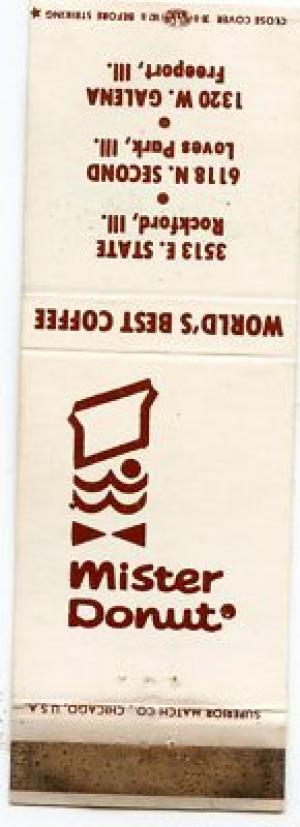 Mister
Donut®
WORLD'S BEST COFFEE
3513 E. STATE
Rockford, Ill.
•
6118 N. SECOND
Loves Park, Ill.
•
1320 W. GALENA
Freeport, Ill.
CLOSE COVER BEFORE STRIKING
SUPERIOR MATCH CO., CHICAGO, U.S.A.